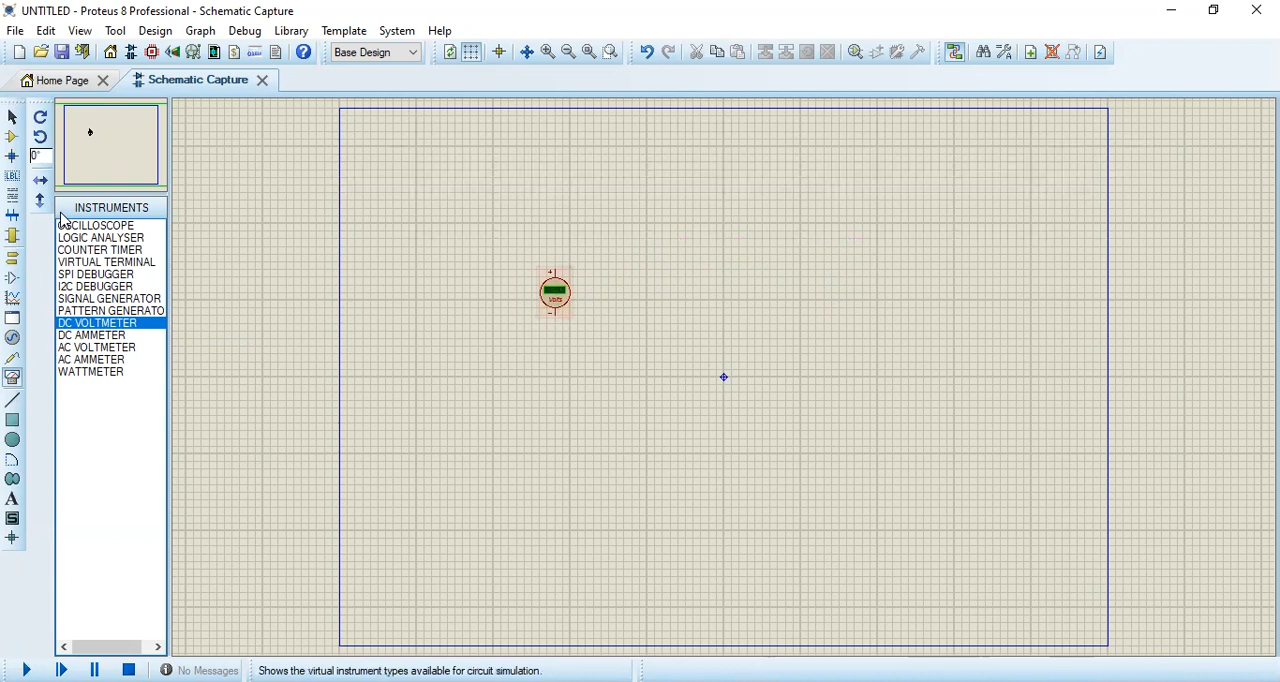 UNTITLED - Proteus 8 Professional - Schematic Capture
File Edit View Tool Design Graph Debug Library Template System Help
Base Design
Home Page Schematic Capture
LBL
0°
INSTRUMENTS
OSCILLOSCOPE
LOGIC ANALYSER
COUNTER TIMER
VIRTUAL TERMINAL
SPI DEBUGGER
I2C DEBUGGER
SIGNAL GENERATOR
PATTERN GENERATO
DC VOLTMETER
DC AMMETER
AC VOLTMETER
AC AMMETER
WATTMETER
+
Volts
-
A
S
No Messages Shows the virtual instrument types available for circuit simulation.